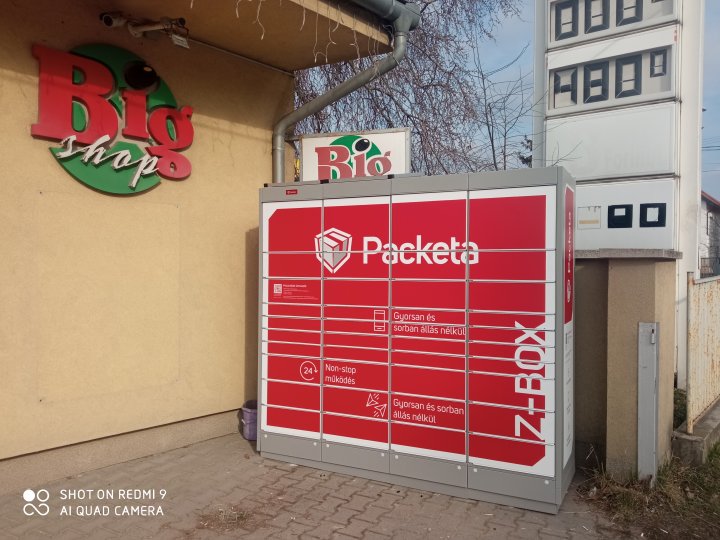 Big
shop
Big
480⁰
Packeta
Gyorsan és
sorban állás nélkül
24
Non-stop
működés
Gyorsan és sorban
állás nélkül
Z-BOX
SHOT ON REDMI 9
AI QUAD CAMERA